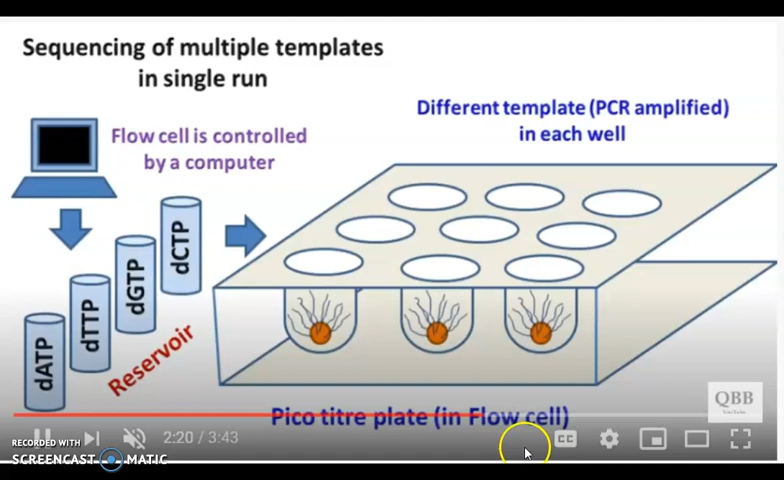 Sequencing of multiple templates
in single run
Different template (PCR amplified)
in each well
Flow cell is controlled
by a computer
dCTP
dGTP
dTTP
dATP
Reservoir
QBB
YouTube
Pico titre plate (in Flow cell)
2:20 / 3:43
CC
RECORDED WITH
SCREENCAST MATIC